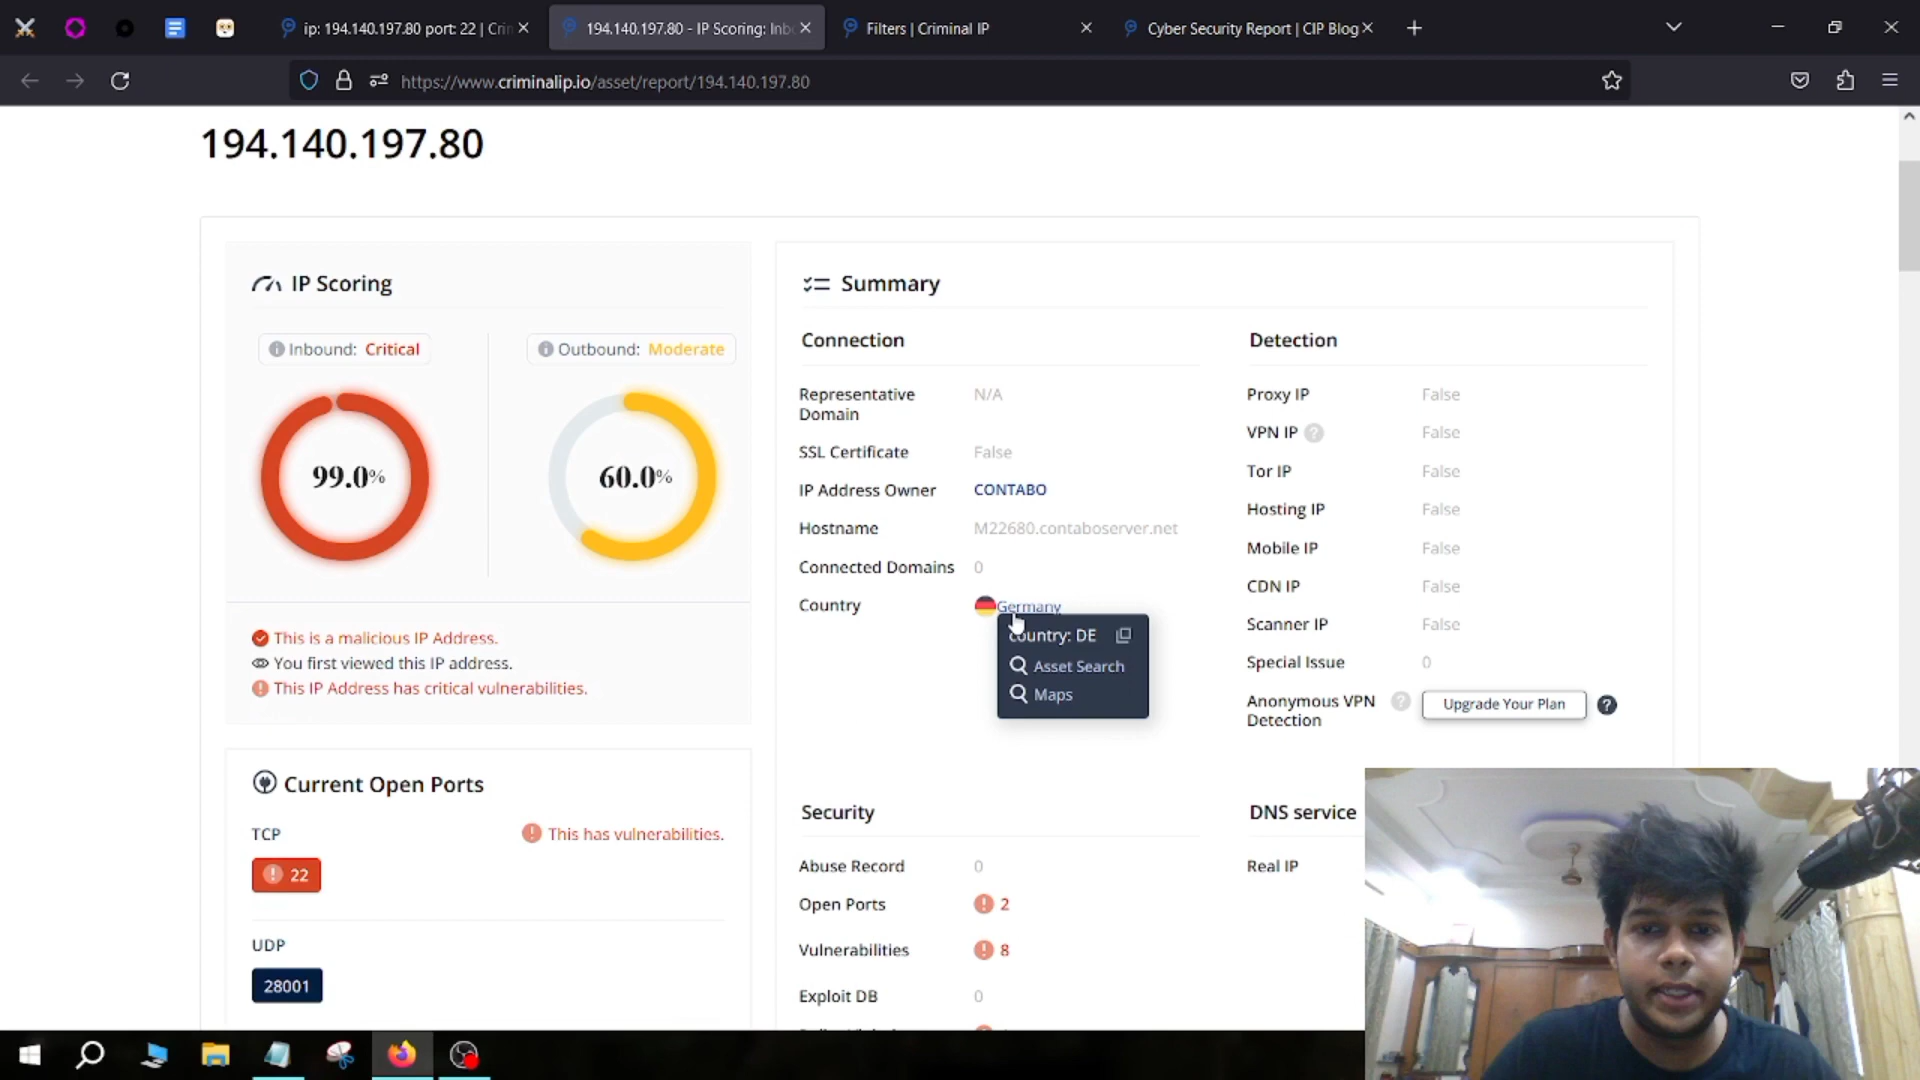 ip: 194.140.197.80 port: 22 | Crin
194.140.197.80 - IP Scoring: Inb
Filters | Criminal IP
Cyber Security Report | CIP Blog
https://www.criminalip.io/asset/report/194.140.197.80
194.140.197.80
IP Scoring
Inbound: Critical
Outbound: Moderate
99.0%
60.0%
This is a malicious IP Address.
You first viewed this IP address.
This IP Address has critical vulnerabilities.
Current Open Ports
TCP
This has vulnerabilities.
22
UDP
28001
Summary
Connection
Representative Domain N/A
SSL Certificate False
IP Address Owner CONTABO
Hostname M22680.contaboserver.net
Connected Domains 0
Country Germany
country: DE
Asset Search
Maps
Detection
Proxy IP False
VPN IP ? False
Tor IP False
Hosting IP False
Mobile IP False
CDN IP False
Scanner IP False
Special Issue 0
Anonymous VPN Detection ? Upgrade Your Plan ?
Security
Abuse Record 0
Open Ports 2
Vulnerabilities 8
Exploit DB 0
DNS service
Real IP